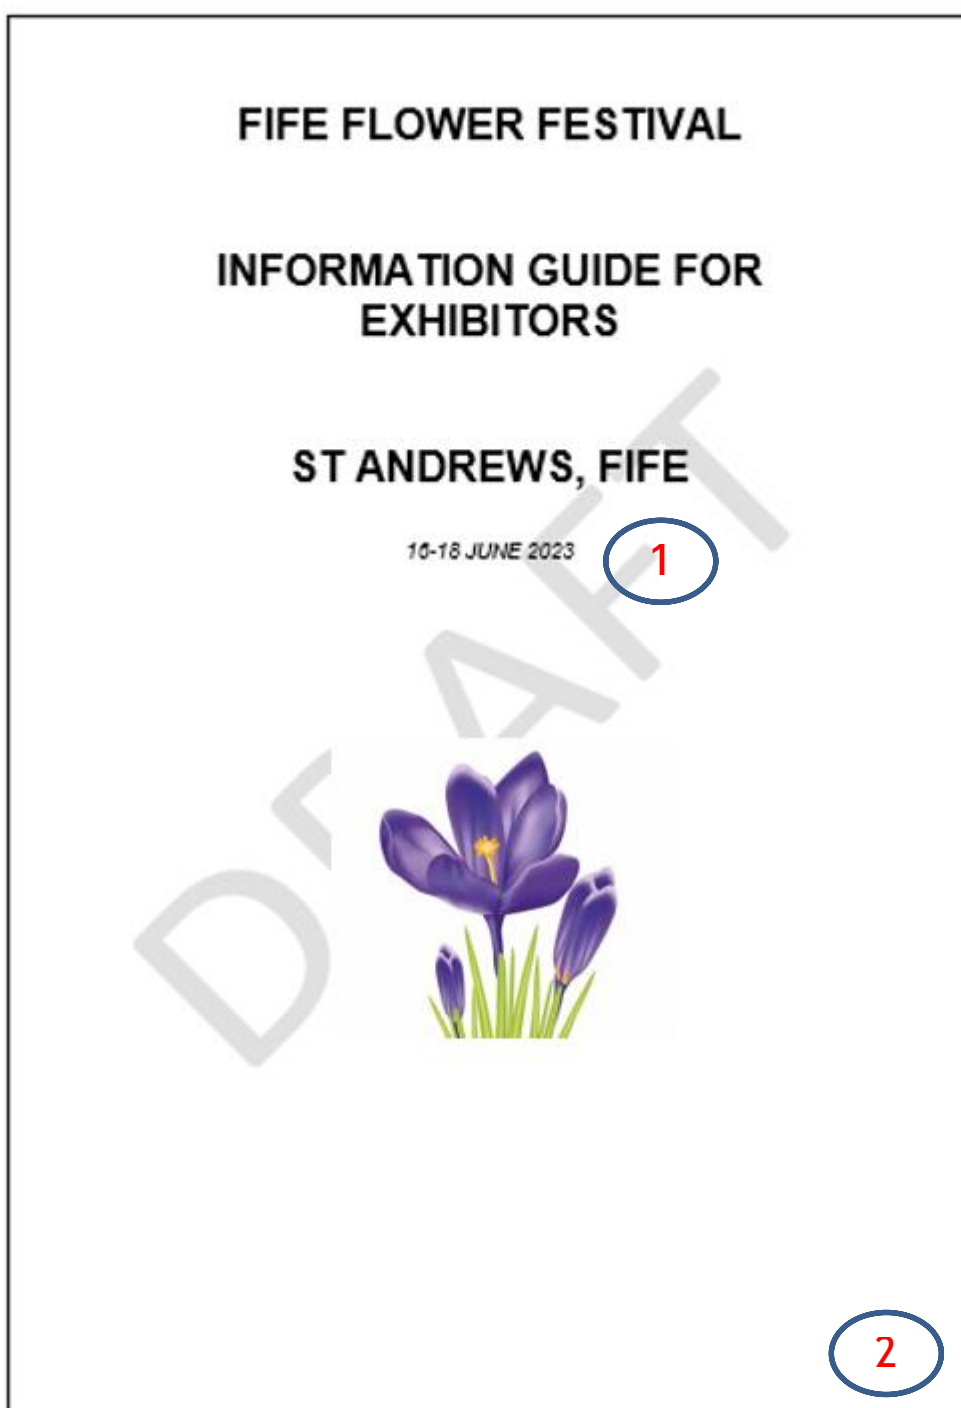 FIFE FLOWER FESTIVAL
INFORMATION GUIDE FOR
EXHIBITORS
ST ANDREWS, FIFE
16-18 JUNE 2023
1
DRAFT
2